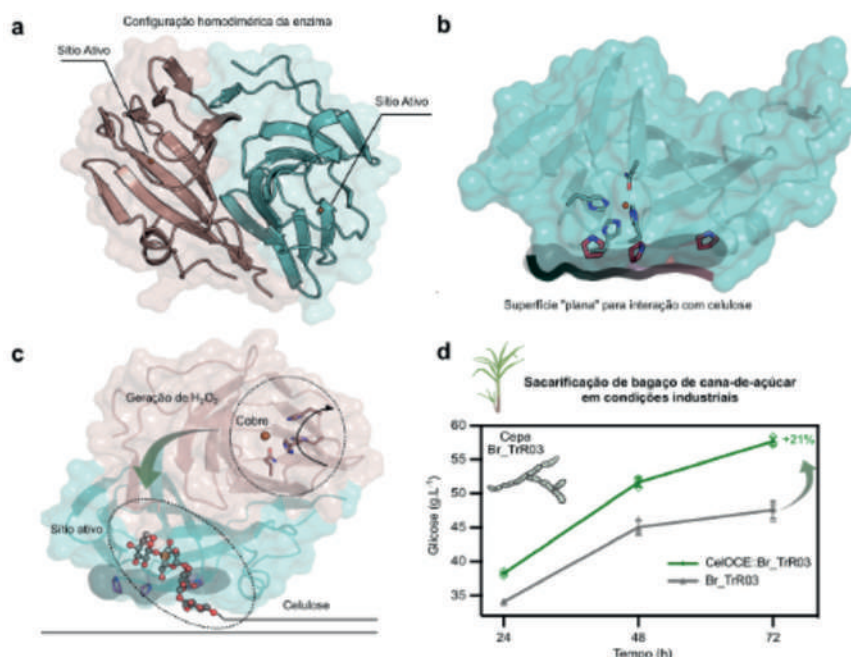 a
Configuração homodimérica da enzima
Sítio Ativo
Sítio Ativo
b
Superfície "plana" para interação com celulose
c
Geração de H₂O₂
Cobre
Sítio ativo
Celulose
d
Sacarificação de bagaço de cana-de-açúcar
em condições industriais
Cepa
Br_TrR03
+21%
Glicose (g.L⁻¹)
60
55
50
45
40
35
CelOCE::Br_TrR03
Br_TrR03
24
48
72
Tempo (h)